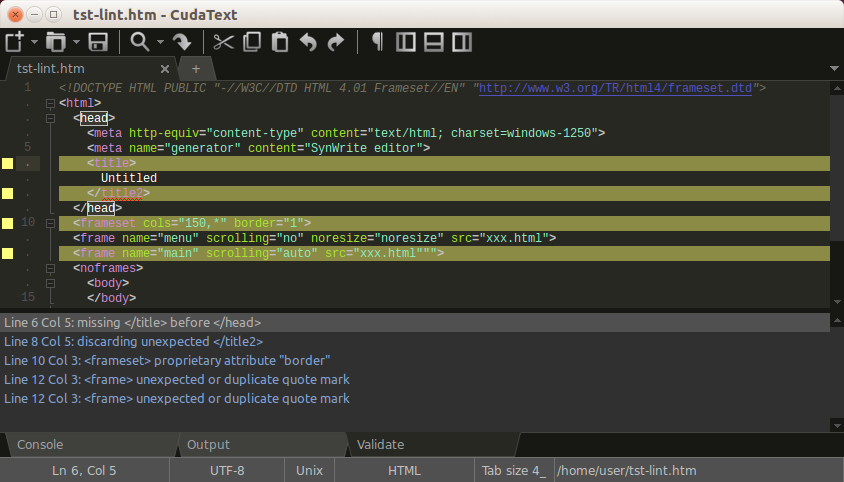 tst-lint.htm - CudaText
tst-lint.htm
1 <!DOCTYPE HTML PUBLIC "-//W3C//DTD HTML 4.01 Frameset//EN" "http://www.w3.org/TR/html4/frameset.dtd">
<html>
<head>
<meta http-equiv="content-type" content="text/html; charset=windows-1250">
5 <meta name="generator" content="SynWrite editor">
<title>
Untitled
</title2>
</head>
10 <frameset cols="150,*" border="1">
<frame name="menu" scrolling="no" noresize="noresize" src="xxx.html">
<frame name="main" scrolling="auto" src="xxx.html""">
<noframes>
<body>
15 </body>
Line 6 Col 5: missing </title> before </head>
Line 8 Col 5: discarding unexpected </title2>
Line 10 Col 3: <frameset> proprietary attribute "border"
Line 12 Col 3: <frame> unexpected or duplicate quote mark
Line 12 Col 3: <frame> unexpected or duplicate quote mark
Console Output Validate
Ln 6, Col 5 UTF-8 Unix HTML Tab size 4_ /home/user/tst-lint.htm